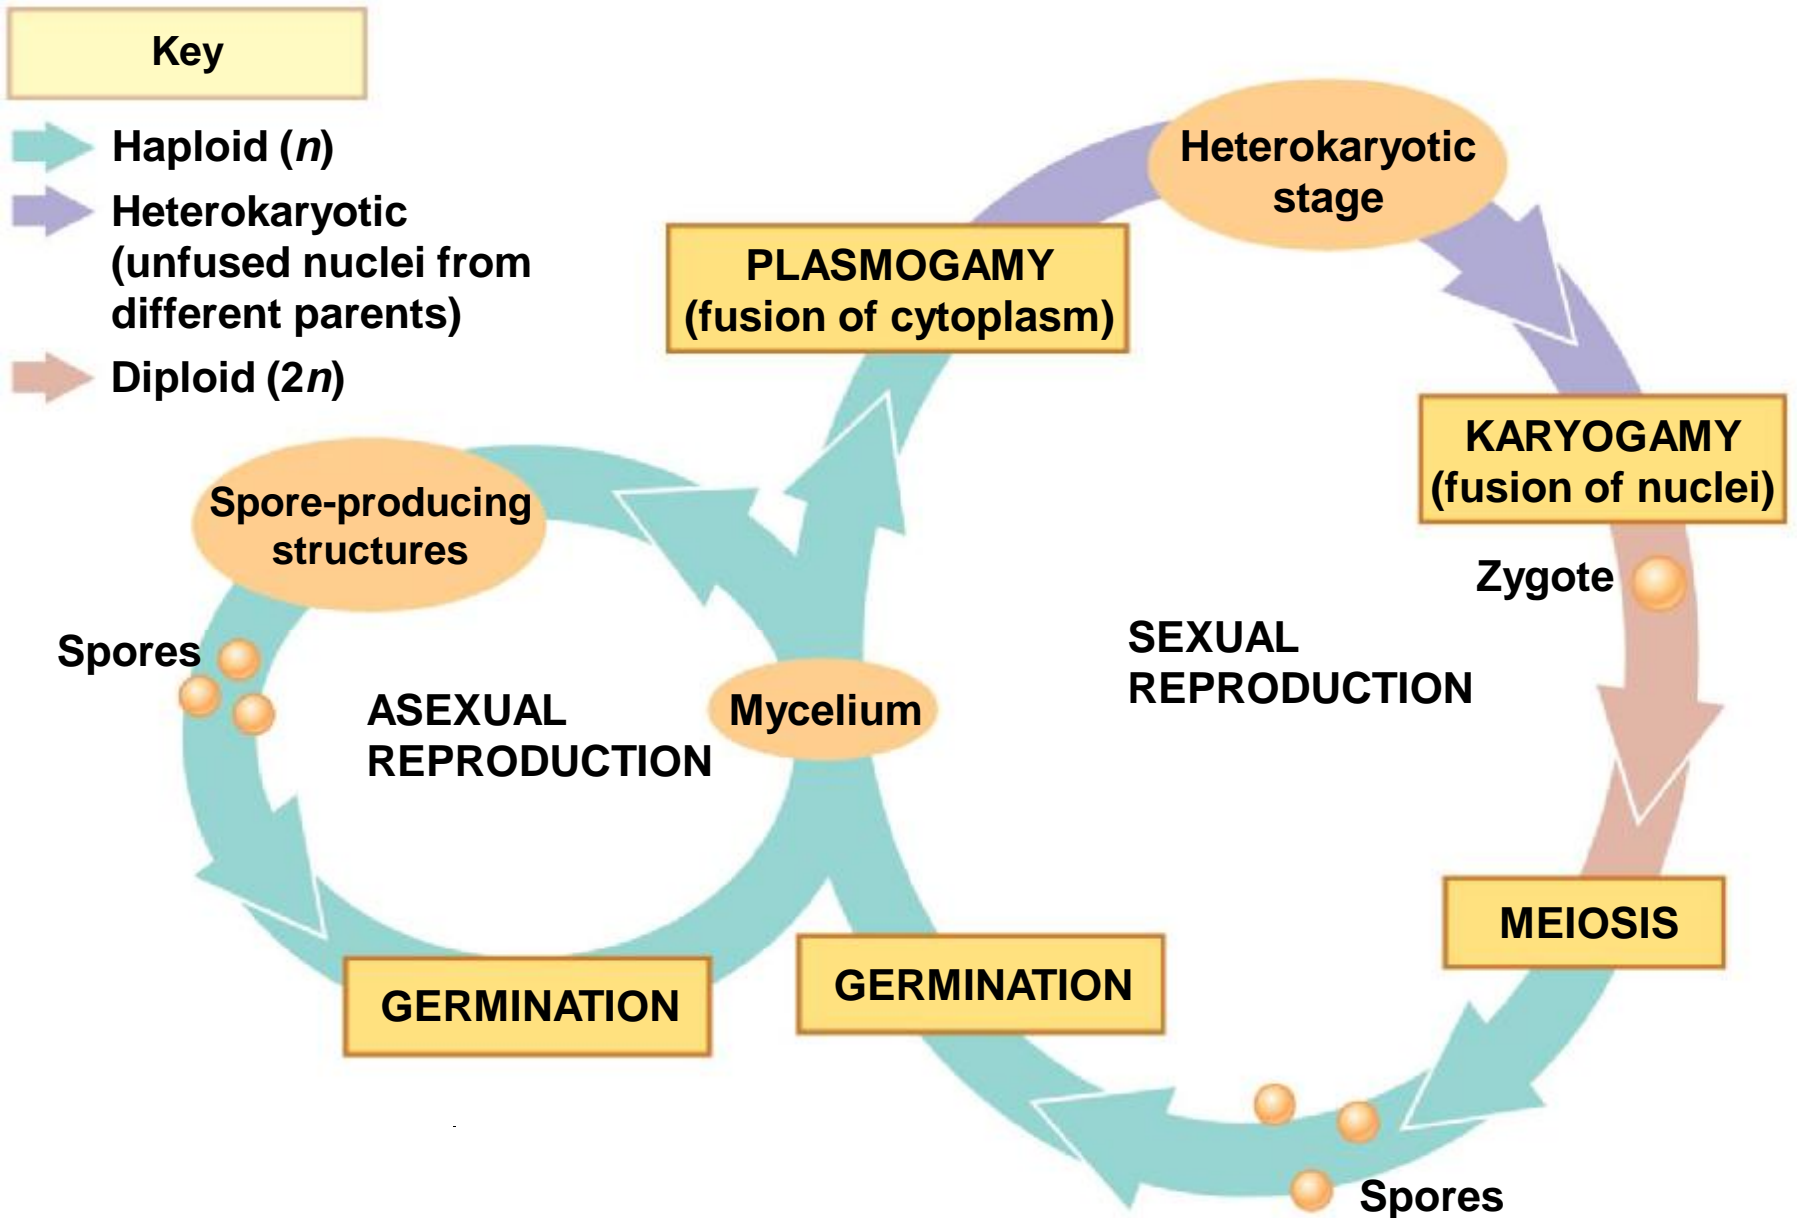 Key
Haploid (n)
Heterokaryotic
(unfused nuclei from
different parents)
Diploid (2n)
Heterokaryotic
stage
PLASMOGAMY
(fusion of cytoplasm)
KARYOGAMY
(fusion of nuclei)
Spore-producing
structures
Zygote
Spores
SEXUAL
REPRODUCTION
ASEXUAL
REPRODUCTION
Mycelium
MEIOSIS
GERMINATION
GERMINATION
Spores